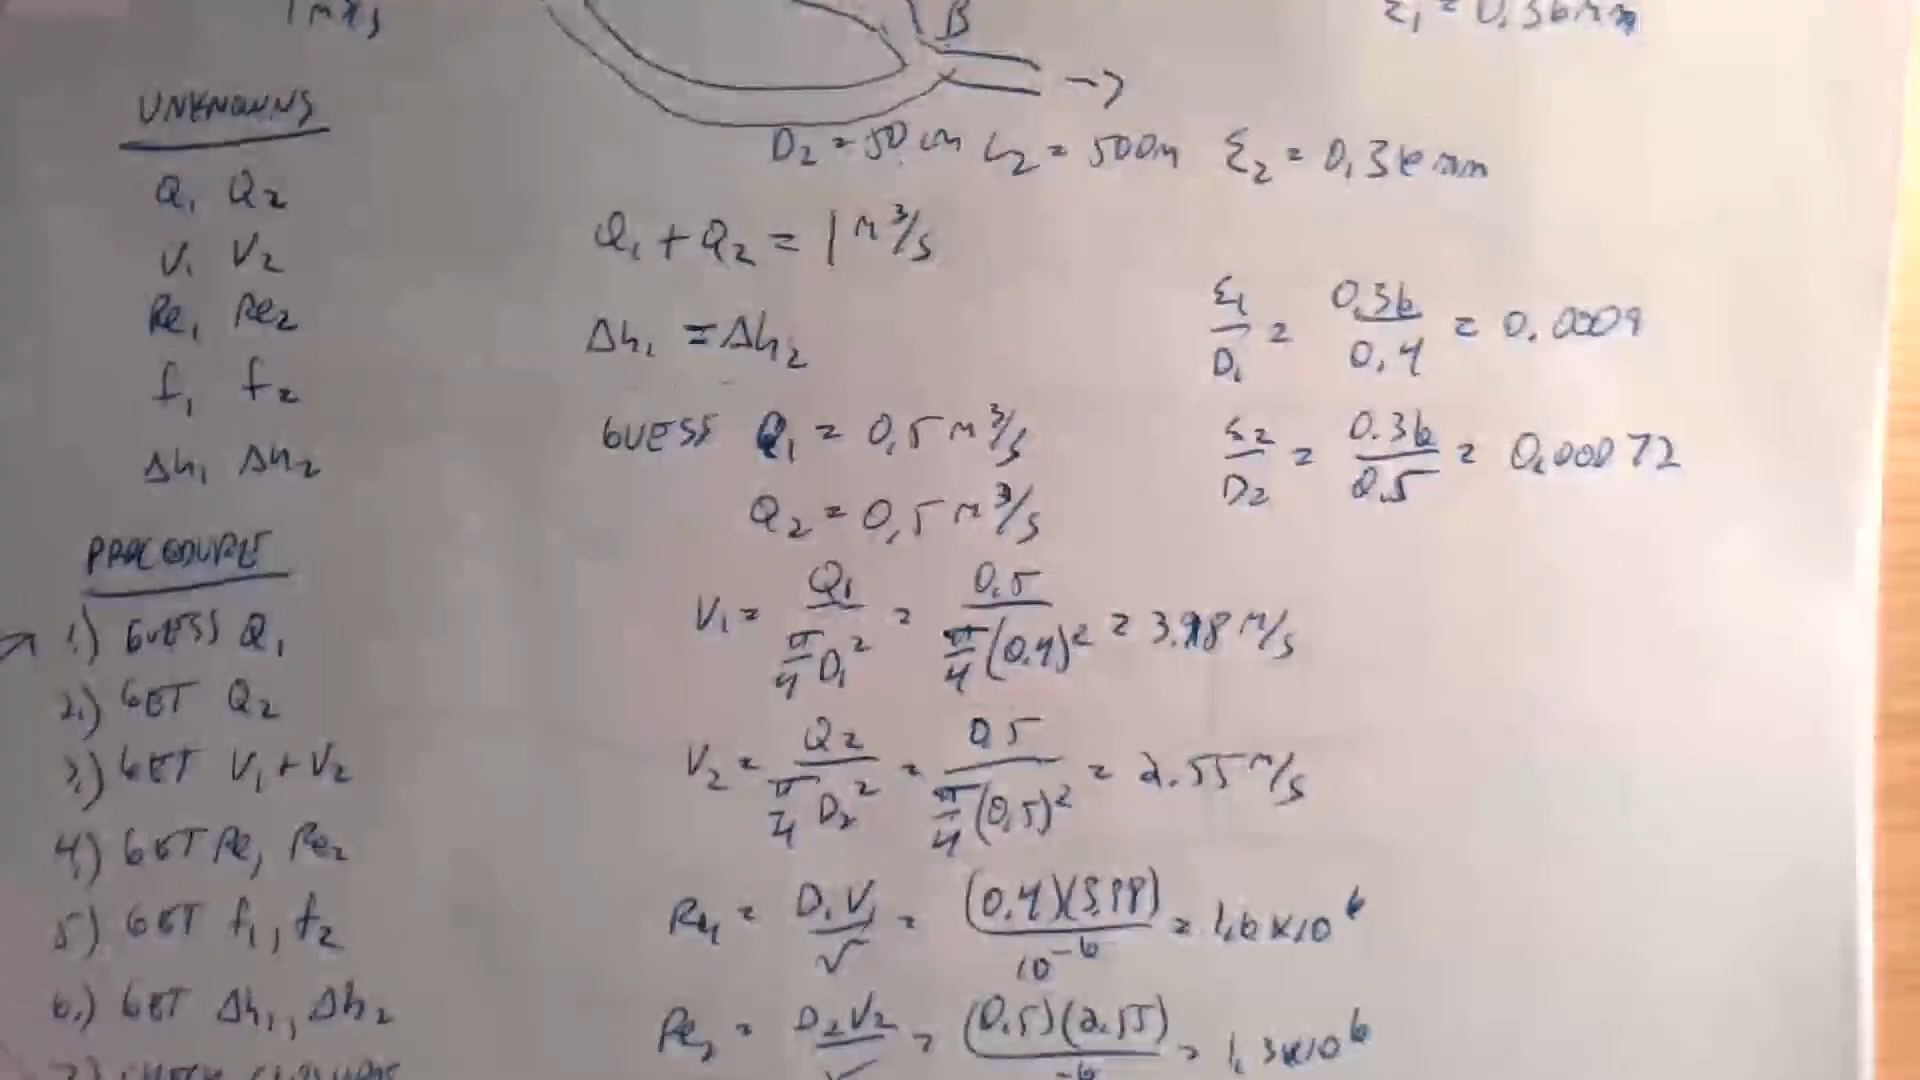 B
UNKNOWNS
Q₁ Q₂
V₁ V₂
Re₁ Re₂
f₁ f₂
Δh₁ Δh₂
PROCEDURE
1.) GUESS Q₁
2.) GET Q₂
3.) GET V₁ + V₂
4.) GET Re₁ Re₂
5.) GET f₁, f₂
6.) GET Δh₁, Δh₂
D₂ = 50 cm L₂ = 500m ε₂ = 0.36 mm
Q₁ + Q₂ = 1 m³/s
Δh₁ = Δh₂
GUESS Q₁ = 0.5 m³/s
Q₂ = 0.5 m³/s
V₁ = Q₁ / (π/4 D₁²) = 0.5 / (π/4 (0.4)²) = 3.98 m/s
V₂ = Q₂ / (π/4 D₂²) = 0.5 / (π/4 (0.5)²) = 2.55 m/s
Re₁ = D₁V₁ / ν = (0.4)(3.98) / 10⁻⁶ = 1.6 x 10⁶
Re₂ = D₂V₂ / ν = (0.5)(2.55) / ⁻⁶ = 1.3 x 10⁶
ε₁/D₁ = 0.36/0.4 = 0.0009
ε₂/D₂ = 0.36/0.5 = 0.00072